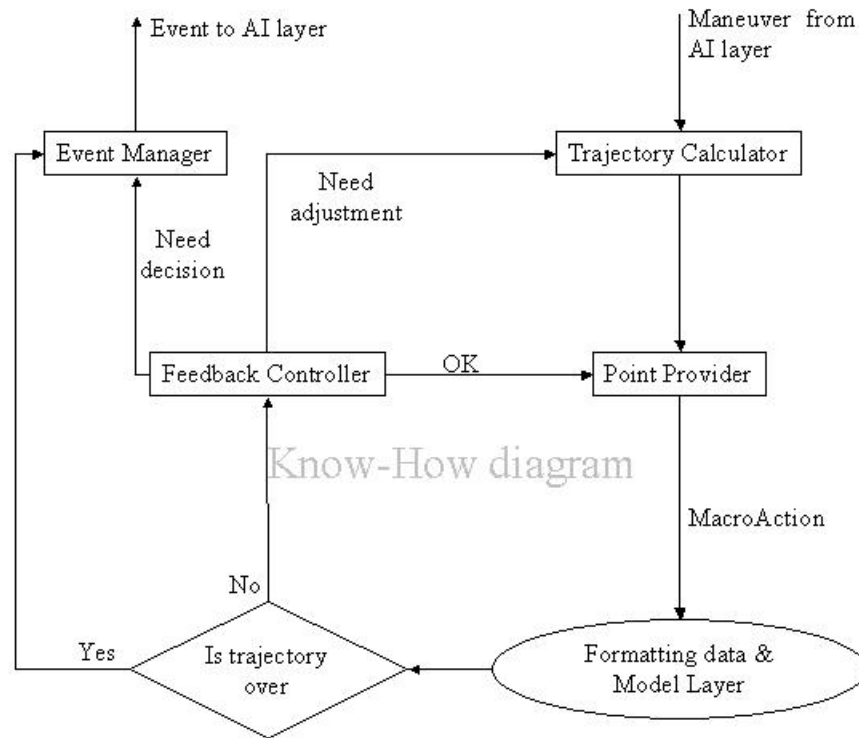 Event to AI layer
Maneuver from
AI layer
Event Manager
Trajectory Calculator
Need
adjustment
Need
decision
Feedback Controller
OK
Point Provider
Know-How diagram
MacroAction
No
Yes
Is trajectory
over
Formatting data &
Model Layer